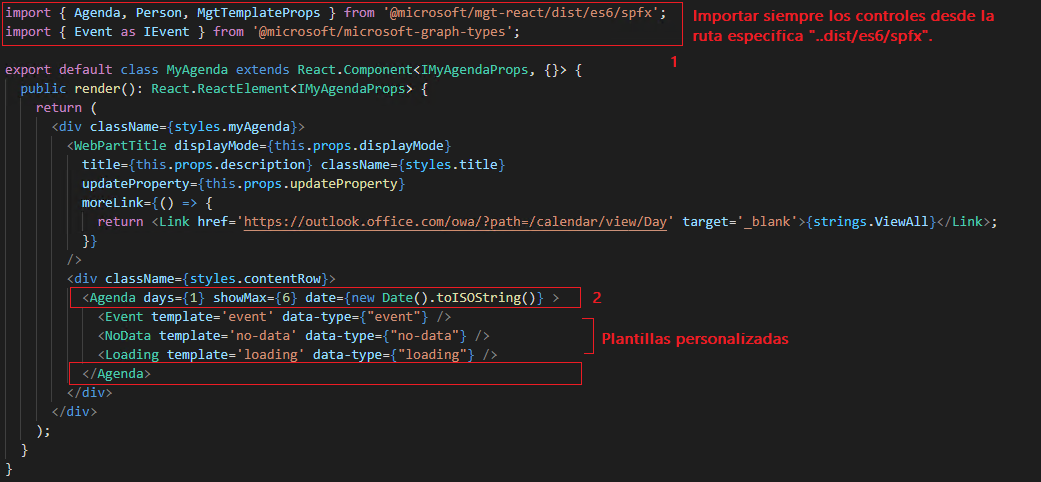 import { Agenda, Person, MgtTemplateProps } from '@microsoft/mgt-react/dist/es6/spfx';
import { Event as IEvent } from '@microsoft/microsoft-graph-types';
Importar siempre los controles desde la
ruta especifica "..dist/es6/spfx".
1
export default class MyAgenda extends React.Component<IMyAgendaProps, {}> {
public render(): React.ReactElement<IMyAgendaProps> {
return (
<div className={styles.myAgenda}>
<WebPartTitle displayMode={this.props.displayMode}
title={this.props.description} className={styles.title}
updateProperty={this.props.updateProperty}
moreLink={() => {
return <Link href='https://outlook.office.com/owa/?path=/calendar/view/Day' target='_blank'>{strings.ViewAll}</Link>;
}}
/>
<div className={styles.contentRow}>
<Agenda days={1} showMax={6} date={new Date().toISOString()} >
2
<Event template='event' data-type={"event"} />
<NoData template='no-data' data-type={"no-data"} />
<Loading template='loading' data-type={"loading"} />
Plantillas personalizadas
</Agenda>
</div>
</div>
);
}
}